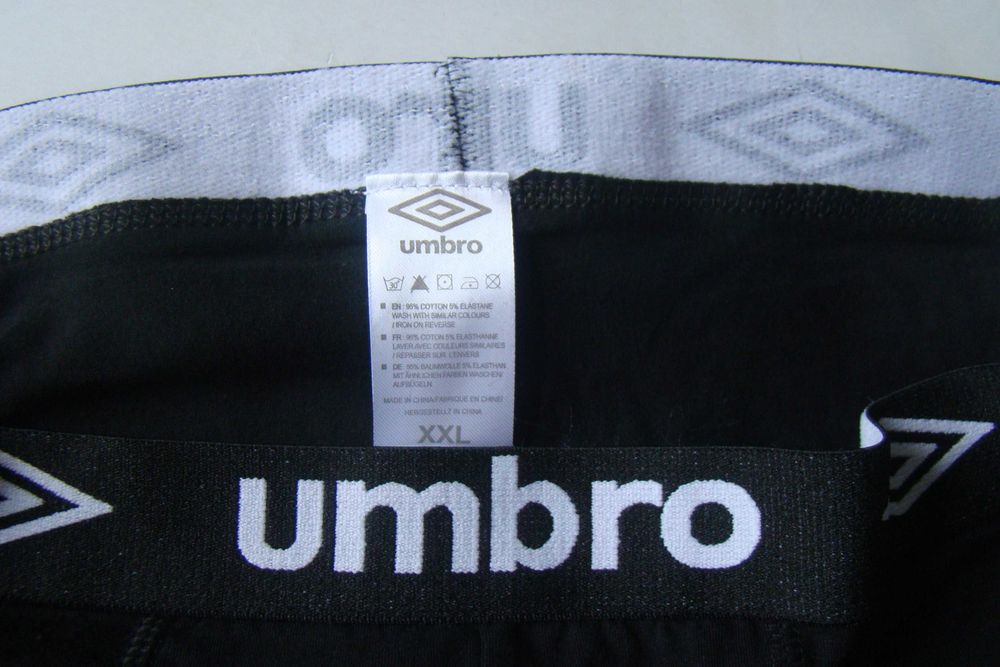 umbro
30°
EN : 95% COTTON 5% ELASTANE
WASH WITH SIMILAR COLOURS
/ IRON ON REVERSE
FR : 95% COTON 5% ELASTHANNE
LAVER AVEC COULEURS SIMILAIRES
/ REPASSER SUR L'ENVERS
DE : 95% BAUMWOLLE 5% ELASTHAN
MIT ÄHNLICHEN FARBEN WASCHEN/
AUFBÜGELN
MADE IN CHINA/FABRIQUE EN CHINE/
HERGESTELLT IN CHINA
XXL
umbro